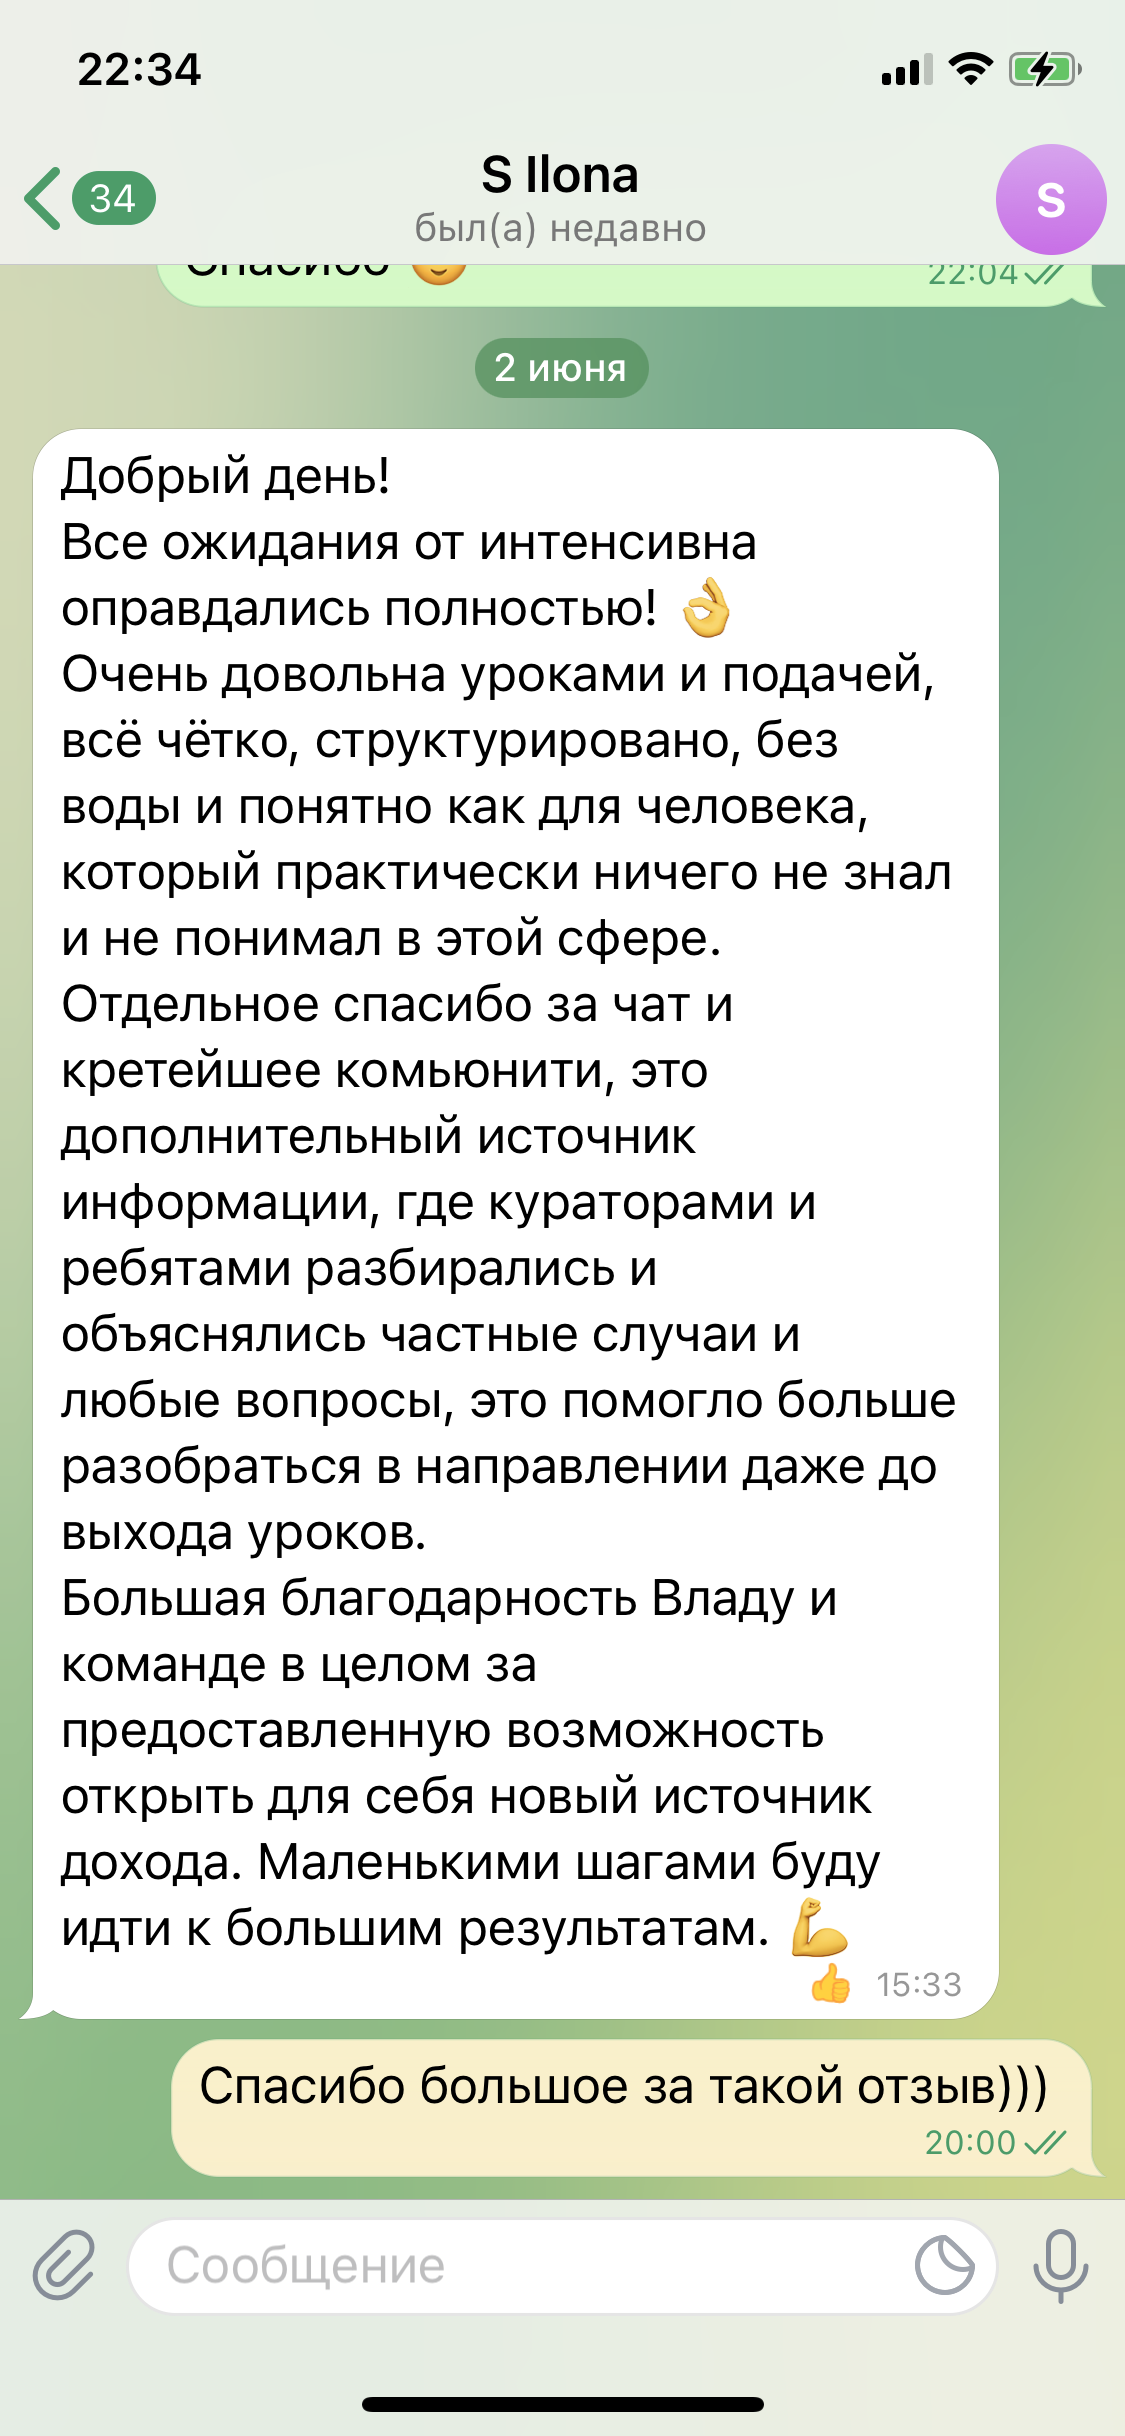 22:34
34
S Ilona
был(а) недавно
S
Спасибо 😊
22:04
2 июня
Добрый день!
Все ожидания от интенсивна
оправдались полностью! 👌
Очень довольна уроками и подачей,
всё чётко, структурировано, без
воды и понятно как для человека,
который практически ничего не знал
и не понимал в этой сфере.
Отдельное спасибо за чат и
кретейшее комьюнити, это
дополнительный источник
информации, где кураторами и
ребятами разбирались и
объяснялись частные случаи и
любые вопросы, это помогло больше
разобраться в направлении даже до
выхода уроков.
Большая благодарность Владу и
команде в целом за
предоставленную возможность
открыть для себя новый источник
дохода. Маленькими шагами буду
идти к большим результатам. 💪
👍 15:33
Спасибо большое за такой отзыв)))
20:00
Сообщение